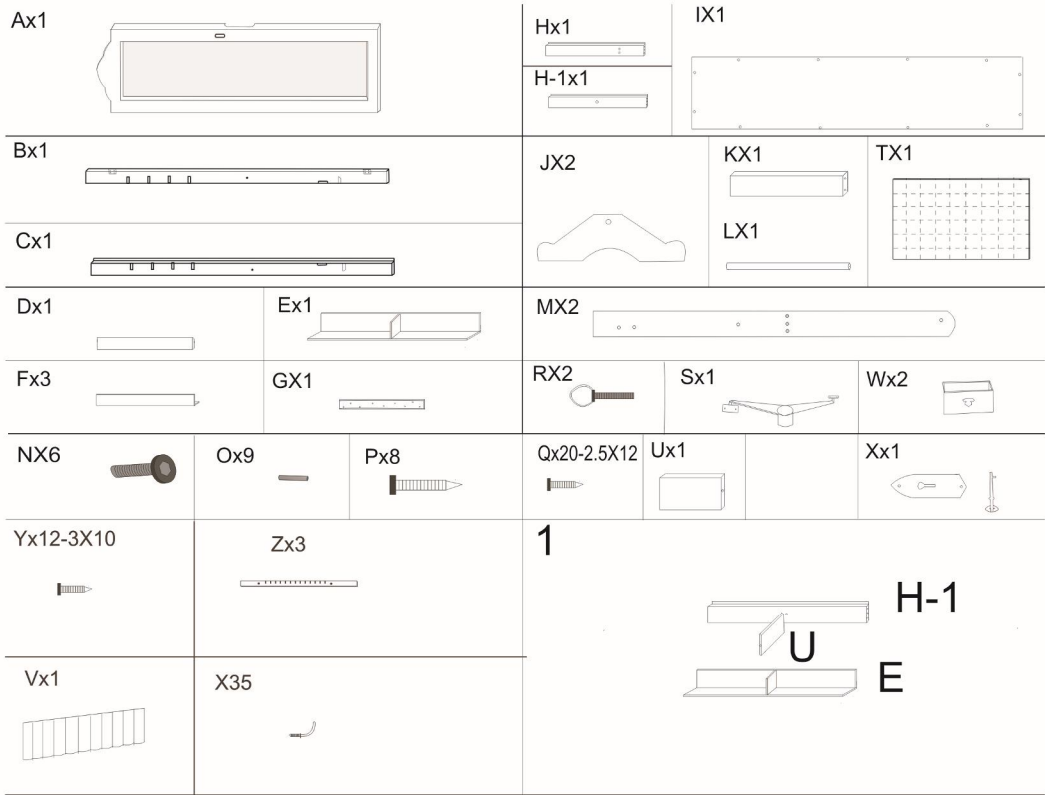 Ax1
Hx1
IX1
H-1x1
Bx1
JX2
KX1
TX1
LX1
Cx1
Dx1
Ex1
MX2
Fx3
GX1
RX2
Sx1
Wx2
NX6
Ox9
Px8
Qx20-2.5X12
Ux1
Xx1
Yx12-3X10
Zx3
1
H-1
U
E
Vx1
X35